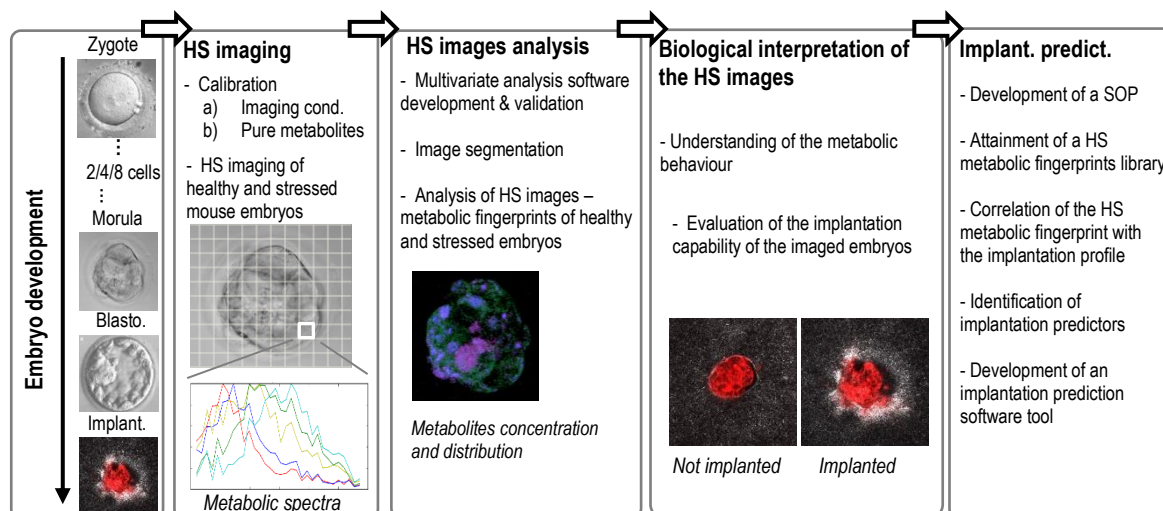 Embryo development
Zygote
2/4/8 cells
Morula
Blasto.
Implant.
HS imaging
- Calibration
a) Imaging cond.
b) Pure metabolites
- HS imaging of
healthy and stressed
mouse embryos
Metabolic spectra
HS images analysis
- Multivariate analysis software
development & validation
- Image segmentation
- Analysis of HS images –
metabolic fingerprints of healthy
and stressed embryos
Metabolites concentration
and distribution
Biological interpretation of
the HS images
- Understanding of the metabolic
behaviour
- Evaluation of the implantation
capability of the imaged embryos
Not implanted
Implanted
Implant. predict.
- Development of a SOP
- Attainment of a HS
metabolic fingerprints library
- Correlation of the HS
metabolic fingerprint with
the implantation profile
- Identification of
implantation predictors
- Development of an
implantation prediction
software tool